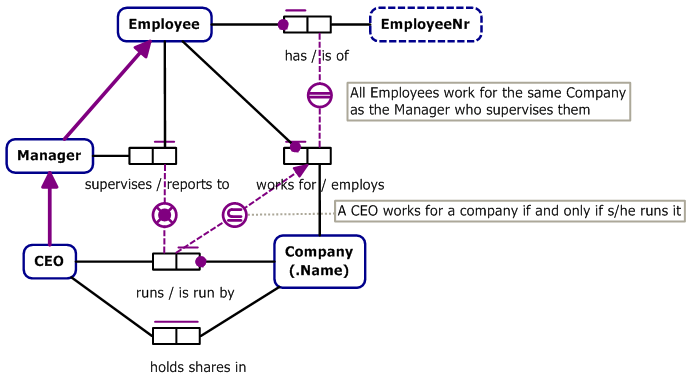 Employee
EmployeeNr
has / is of
All Employees work for the same Company
as the Manager who supervises them
Manager
supervises / reports to
works for / employs
A CEO works for a company if and only if s/he runs it
CEO
Company
(.Name)
runs / is run by
holds shares in